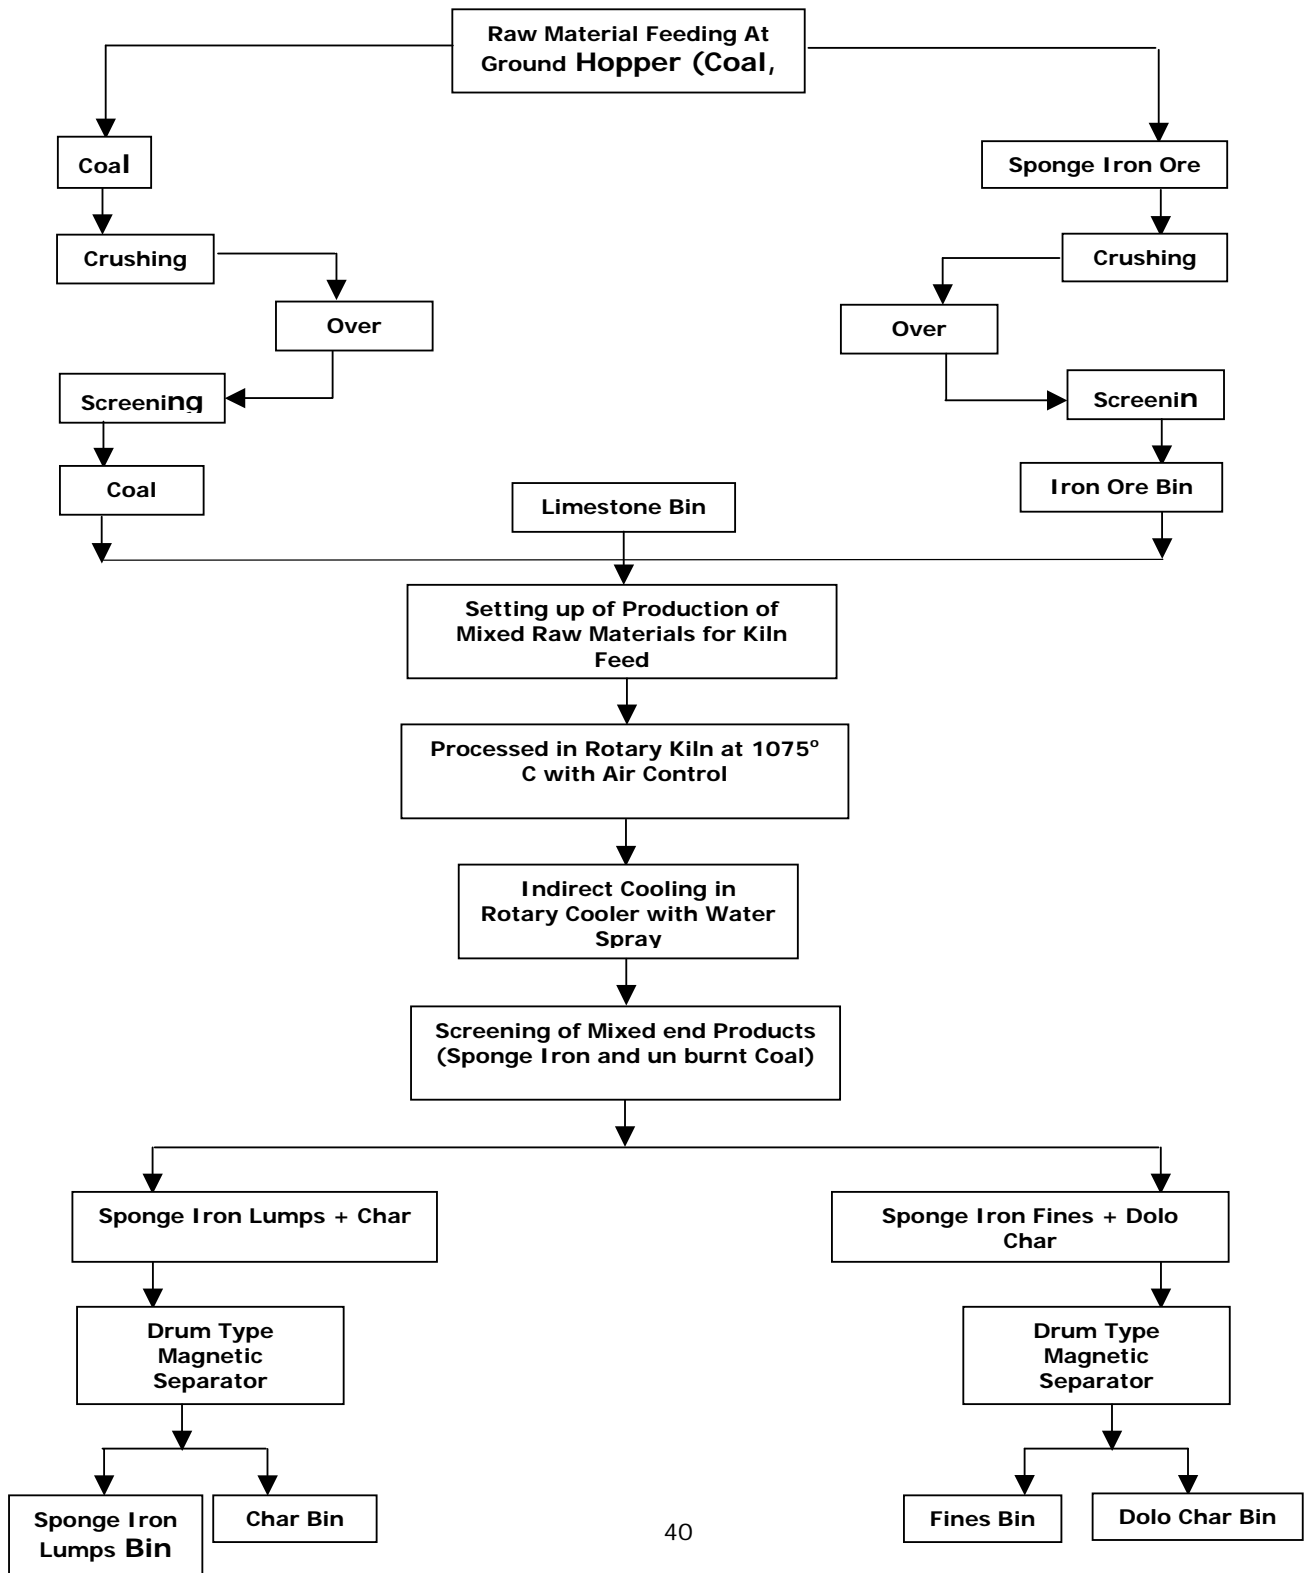 Raw Material Feeding At
Ground Hopper (Coal,
Coal
Sponge Iron Ore
Crushing
Crushing
Over
Over
Screening
Screenin
Coal
Iron Ore Bin
Limestone Bin
Setting up of Production of
Mixed Raw Materials for Kiln
Feed
Processed in Rotary Kiln at 1075°
C with Air Control
Indirect Cooling in
Rotary Cooler with Water
Spray
Screening of Mixed end Products
(Sponge Iron and un burnt Coal)
Sponge Iron Lumps + Char
Sponge Iron Fines + Dolo
Char
Drum Type
Magnetic
Separator
Drum Type
Magnetic
Separator
Sponge Iron
Lumps Bin
Char Bin
Fines Bin
Dolo Char Bin
40